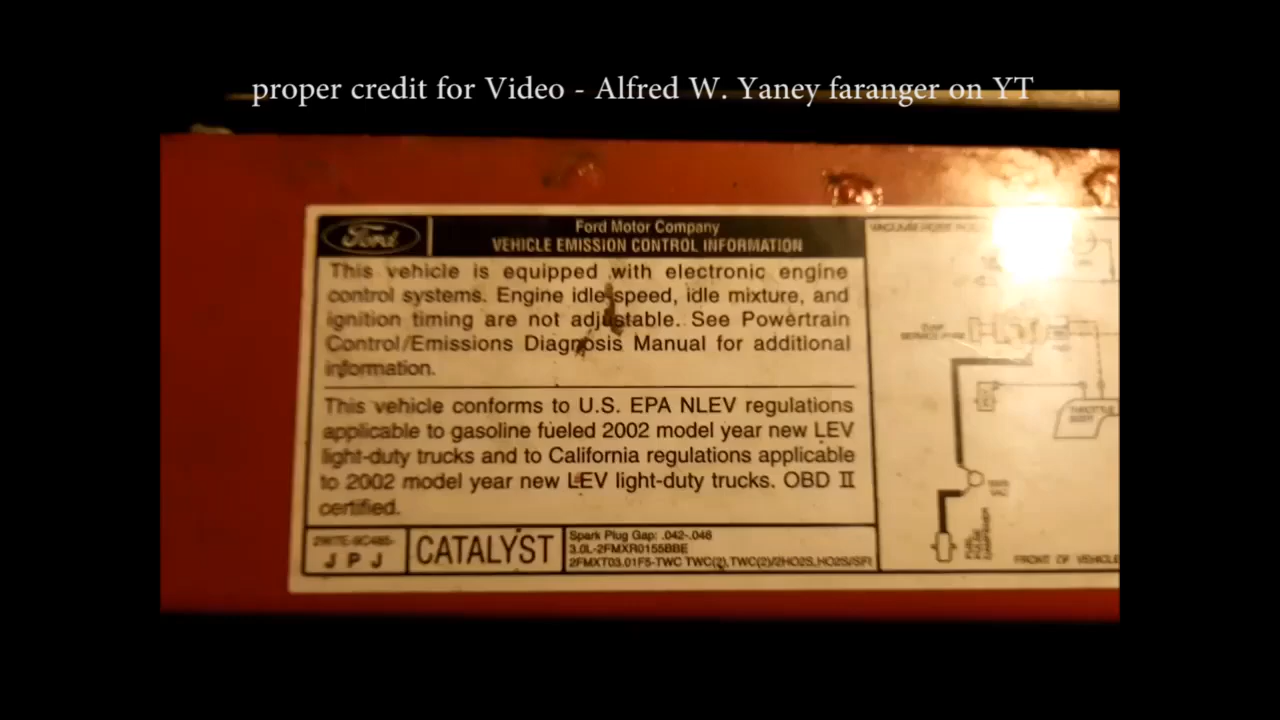 proper credit for Video - Alfred W. Yaney faranger on YT
Ford
Ford Motor Company
VEHICLE EMISSION CONTROL INFORMATION
This vehicle is equipped with electronic engine
control systems. Engine idle speed, idle mixture, and
ignition timing are not adjustable. See Powertrain
Control/Emissions Diagnosis Manual for additional
information.
This vehicle conforms to U.S. EPA NLEV regulations
applicable to gasoline fueled 2002 model year new LEV
light-duty trucks and to California regulations applicable
to 2002 model year new LEV light-duty trucks. OBD II
certified.
JPJ
CATALYST
Spark Plug Gap: .042-.046
3.0L-2FMXR0155BBE
2FMXT03.01F5-TWC TWC(2),TWC(2)/2HO2S,HO2S/SFI
VACUUM HOSE
THROTTLE
BODY
FRONT OF VEHICLE